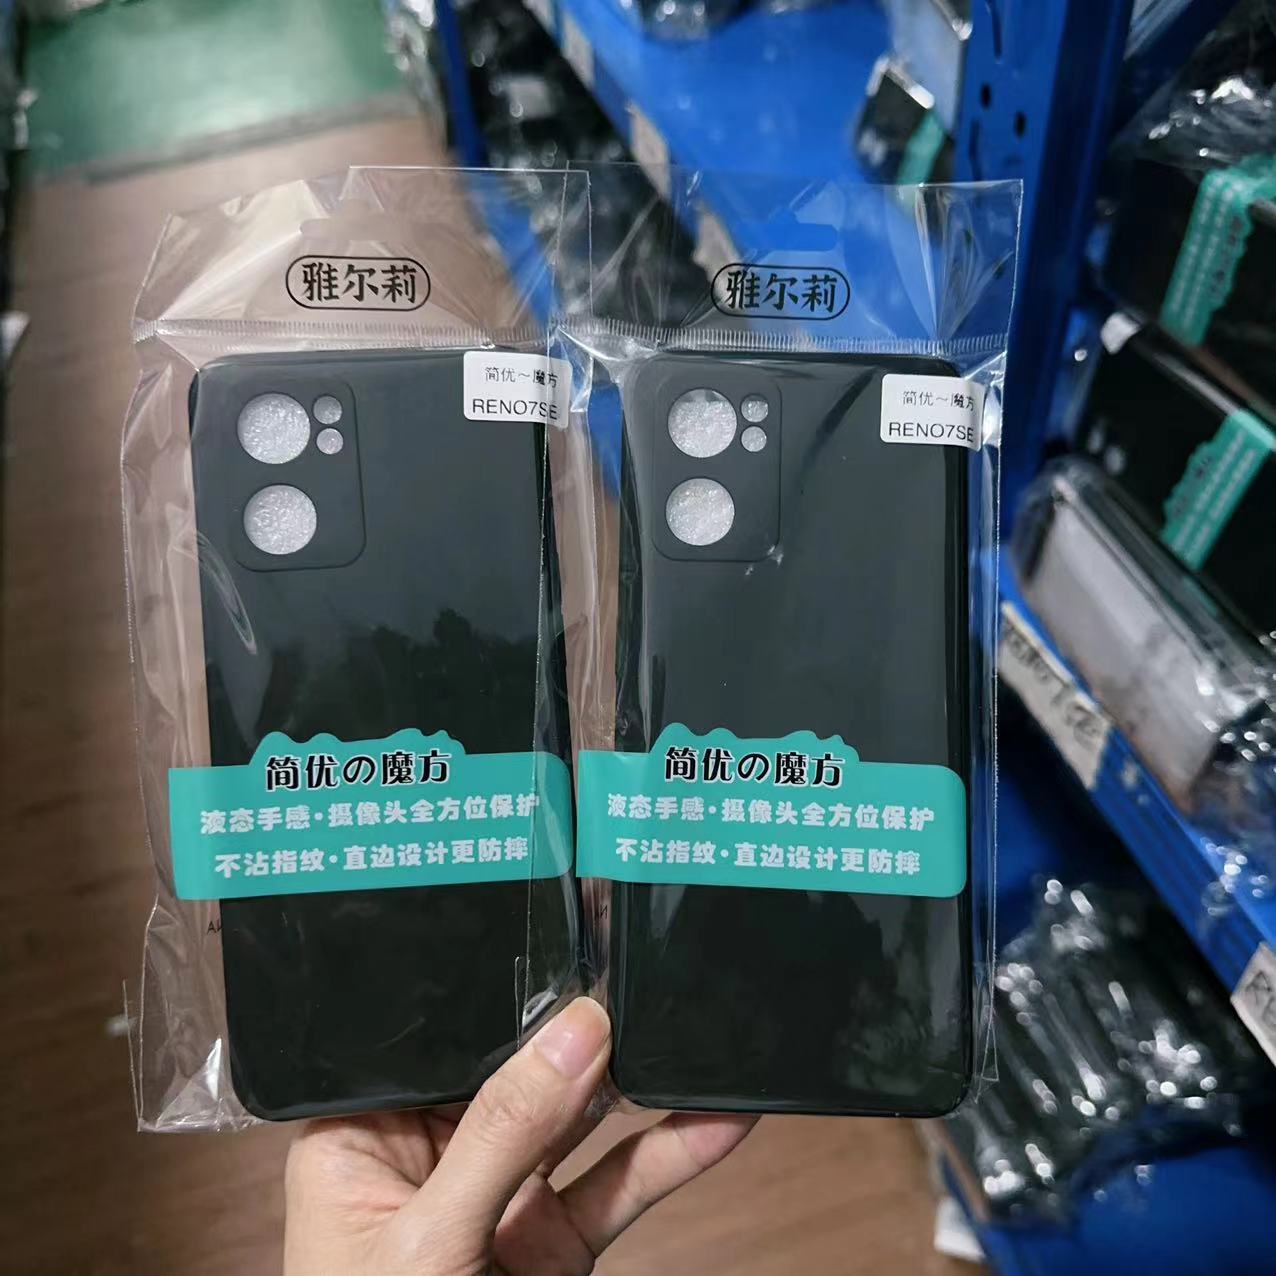 雅尔莉
简优～魔方
RENO7SE
简优の魔方
液态手感·摄像头全方位保护
不沾指纹·直边设计更防摔
雅尔莉
简优～魔方
RENO7SE
简优の魔方
液态手感·摄像头全方位保护
不沾指纹·直边设计更防摔